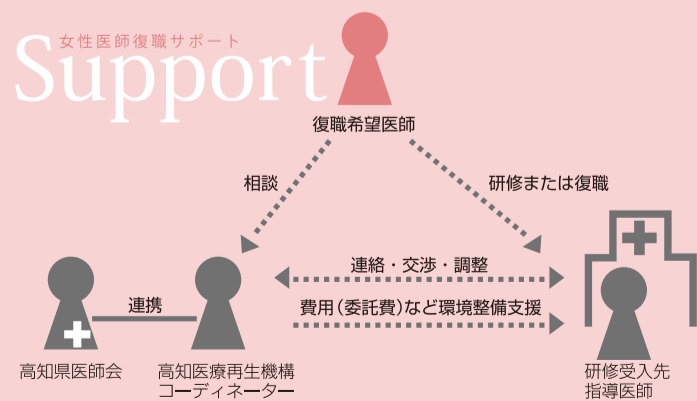 女性医師復職サポート
Support
復職希望医師
相談
研修または復職
連絡・交渉・調整
連携
費用(委託費)など環境整備支援
高知県医師会
高知医療再生機構
コーディネーター
研修受入先
指導医師